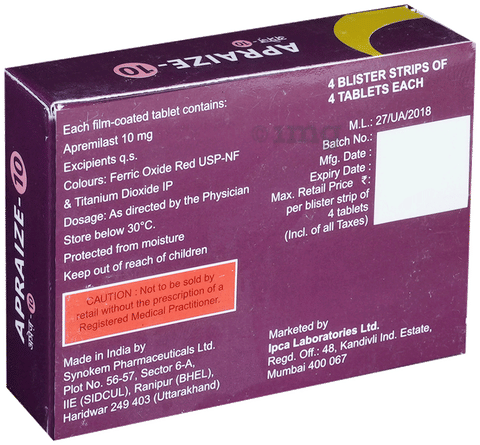 APRAIZE-10
एप्रैज़-10
4 BLISTER STRIPS OF
4 TABLETS EACH
Each film-coated tablet contains:
Apremilast 10 mg
Excipients q.s.
Colours: Ferric Oxide Red USP-NF
& Titanium Dioxide IP
Dosage: As directed by the Physician
Store below 30°C.
Protected from moisture
Keep out of reach of children
CAUTION : Not to be sold by
retail without the prescription of a
Registered Medical Practitioner.
Made in India by
Synokem Pharmaceuticals Ltd.
Plot No. 56-57, Sector 6-A,
IIE (SIDCUL), Ranipur (BHEL),
Haridwar 249 403 (Uttarakhand)
M.L.: 27/UA/2018
Batch No.:
Mfg. Date :
Expiry Date :
Max. Retail Price ₹ :
per blister strip of
4 tablets
(Incl. of all Taxes)
Marketed by
Ipca Laboratories Ltd.
Regd. Off.: 48, Kandivli Ind. Estate,
Mumbai 400 067
APRAIZE-10
एप्रैज़-10